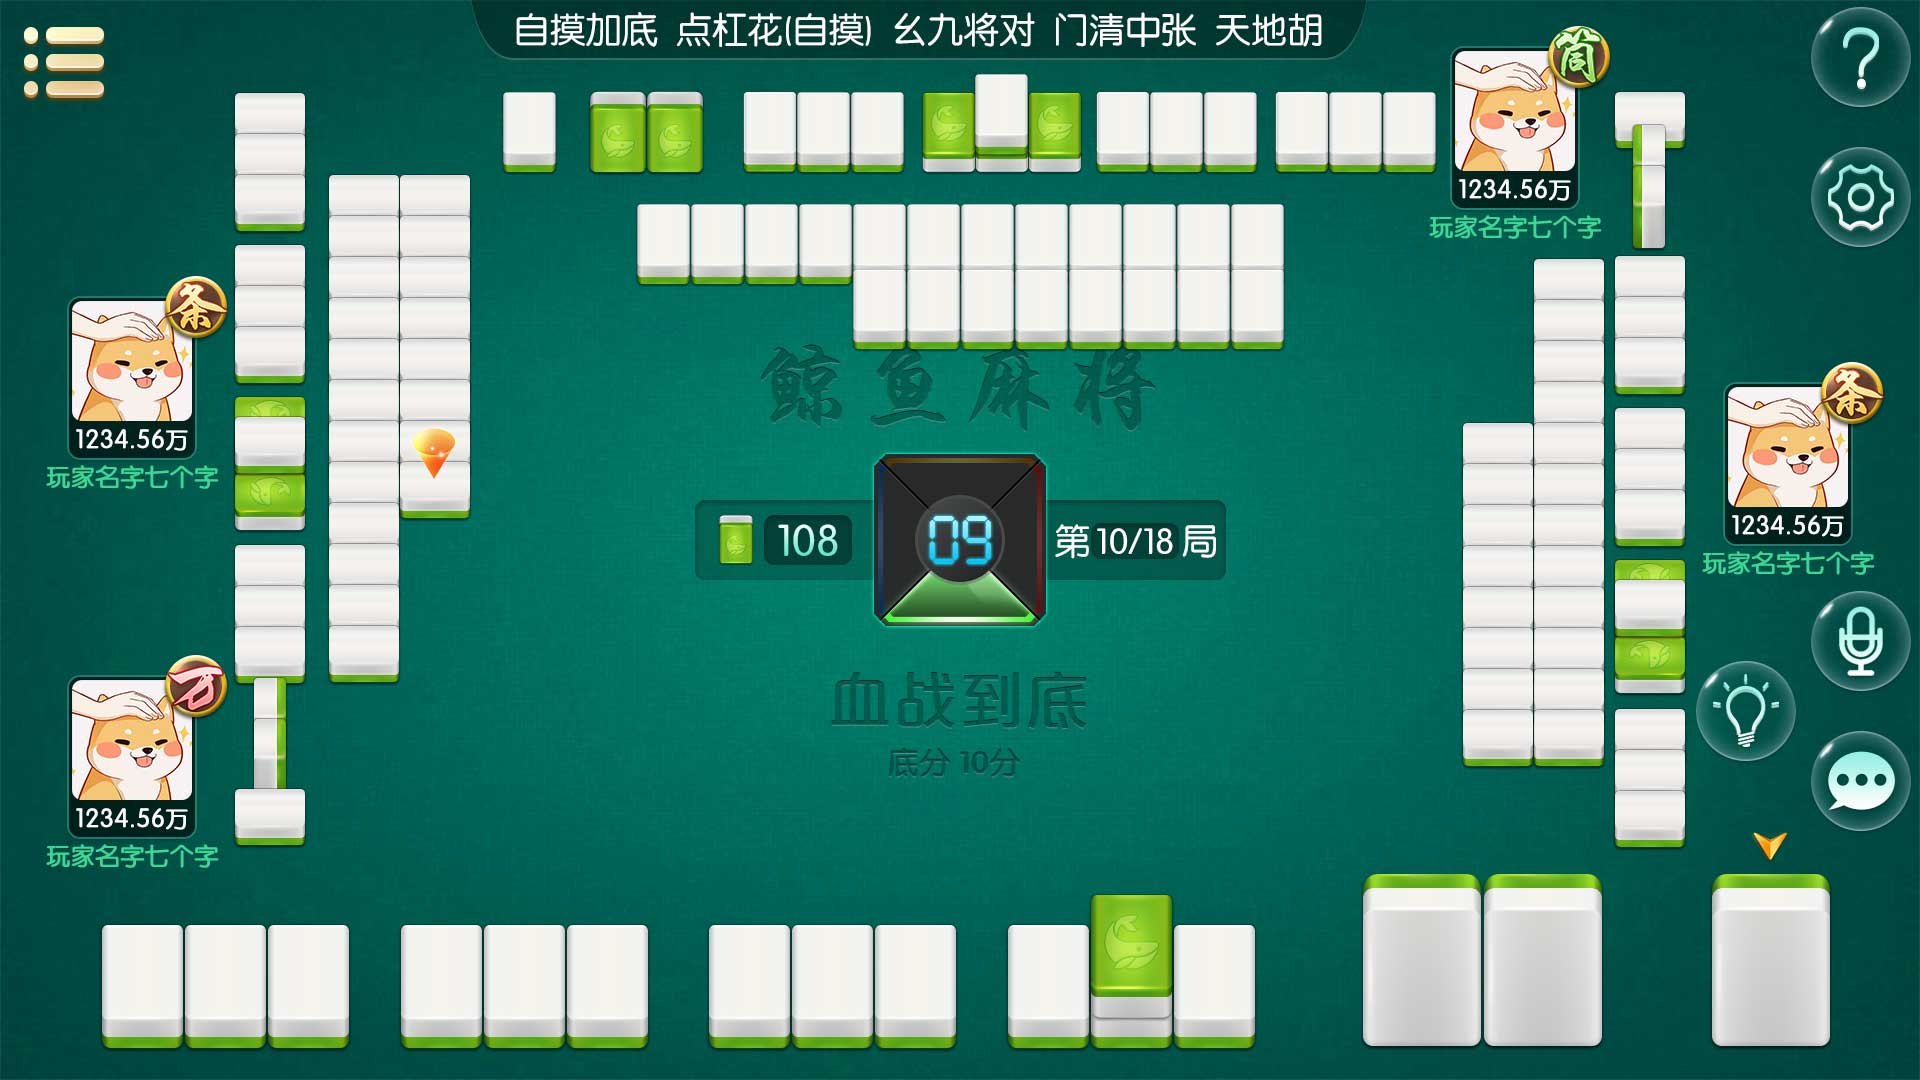 自摸加底 点杠花(自摸) 幺九将对 门清中张 天地胡
筒
1234.56万
玩家名字七个字
条
1234.56万
玩家名字七个字
鲸鱼麻将
条
1234.56万
玩家名字七个字
108
09
第10/18局
血战到底
底分 10分
万
1234.56万
玩家名字七个字